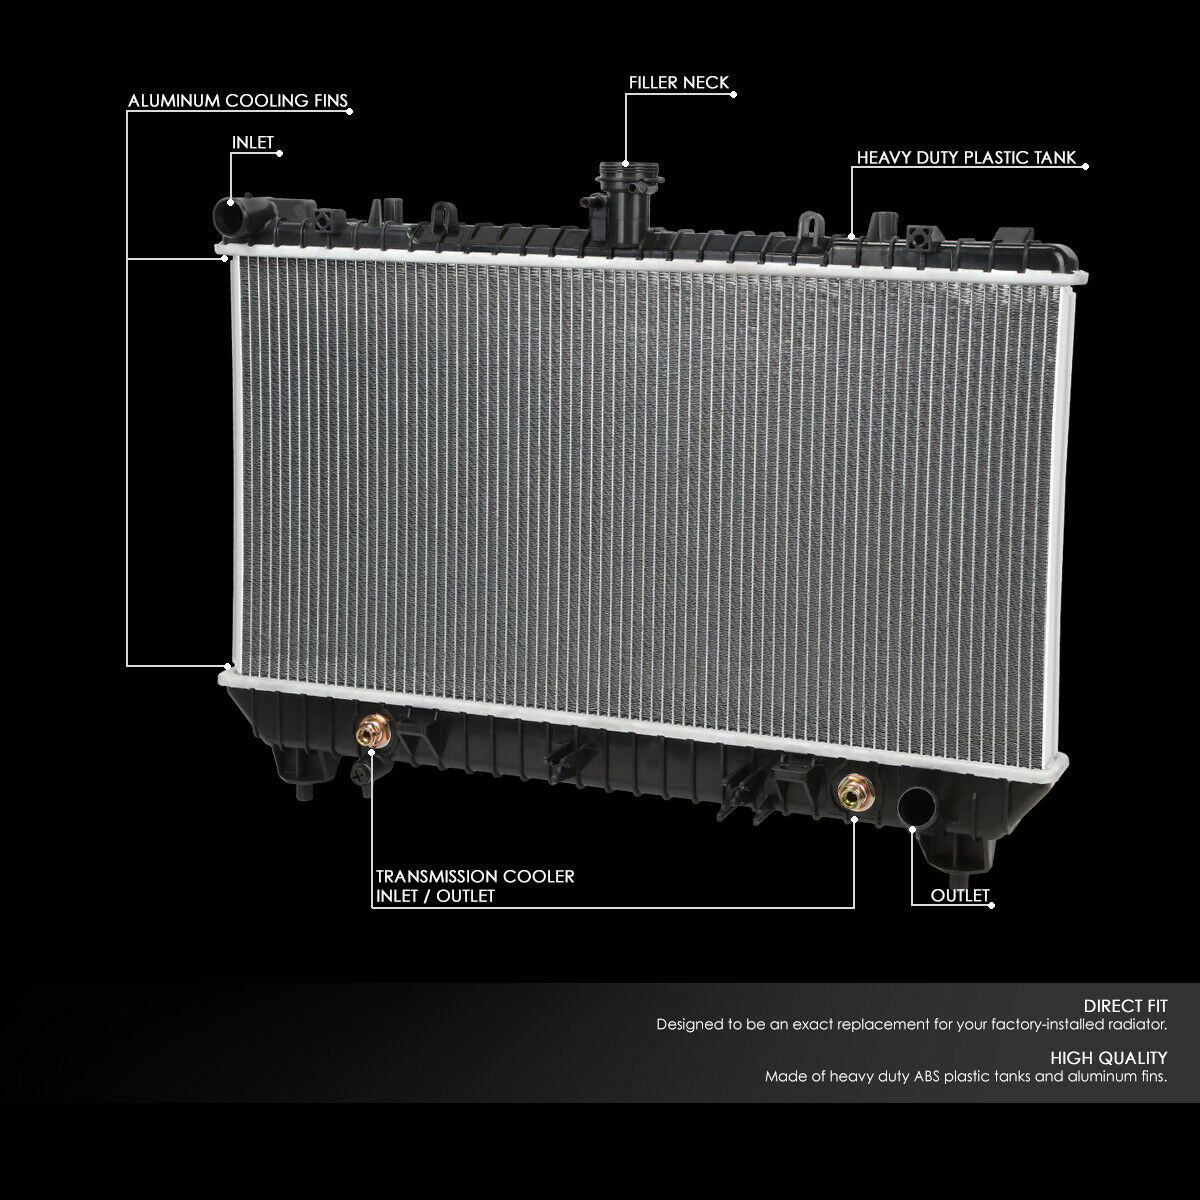 FILLER NECK
ALUMINUM COOLING FINS
INLET
HEAVY DUTY PLASTIC TANK
TRANSMISSION COOLER
INLET / OUTLET
OUTLET
DIRECT FIT
Designed to be an exact replacement for your factory-installed radiator.
HIGH QUALITY
Made of heavy duty ABS plastic tanks and aluminum fins.